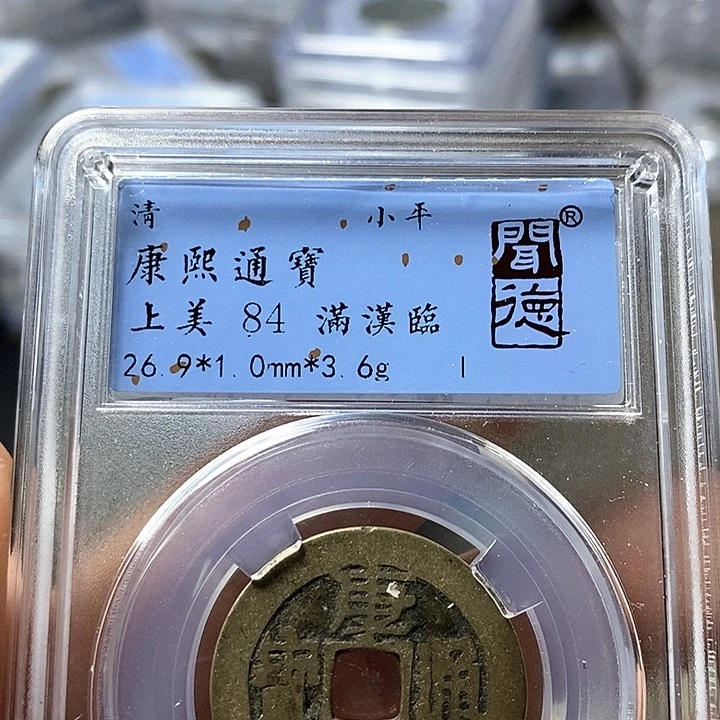 清 小平
康熙通寶
上美 84 滿漢臨
26.9*1.0mm*3.6g |
聞德®
康